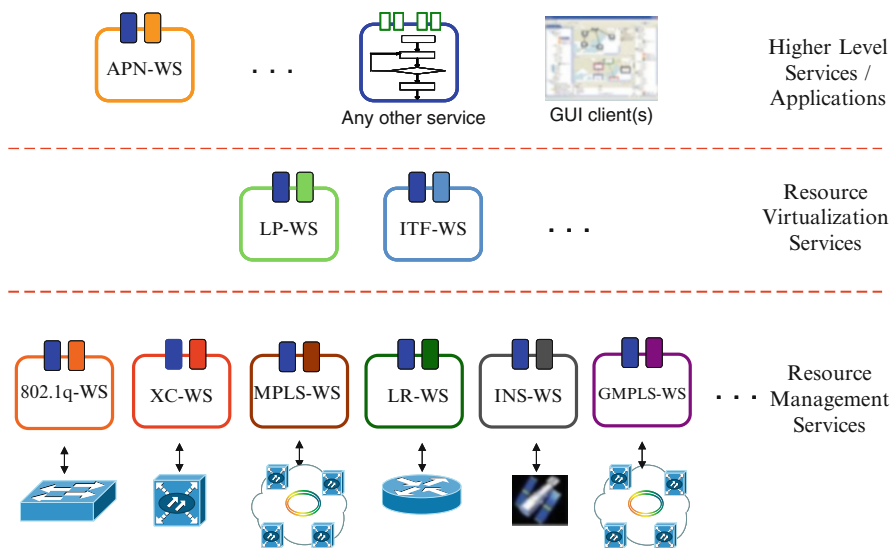 APN-WS
. . .
Any other service
GUI client(s)
Higher Level
Services /
Applications
LP-WS
ITF-WS
. . .
Resource
Virtualization
Services
802.1q-WS
XC-WS
MPLS-WS
LR-WS
INS-WS
GMPLS-WS
. . .
Resource
Management
Services